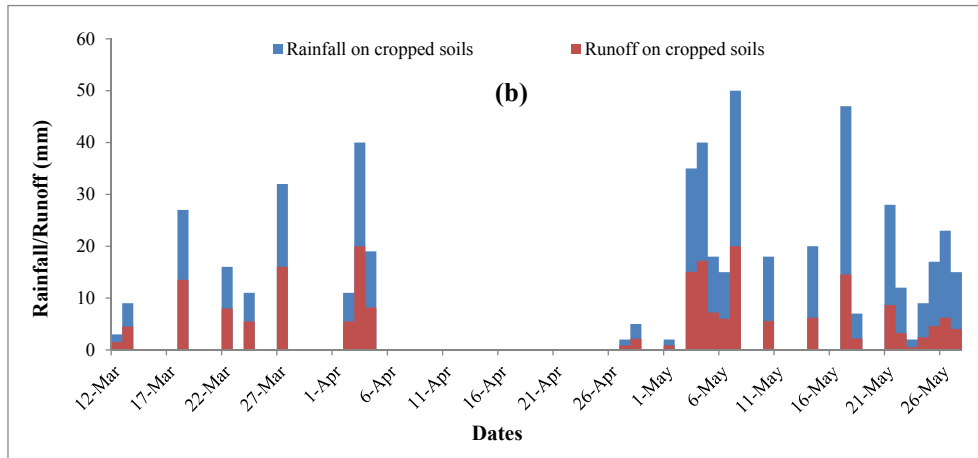 60
Rainfall on cropped soils Runoff on cropped soils
50
(b)
40
30
20
10
0
Rainfall/Runoff (mm)
12-Mar 17-Mar 22-Mar 27-Mar 1-Apr 6-Apr 11-Apr 16-Apr 21-Apr 26-Apr 1-May 6-May 11-May 16-May 21-May 26-May
Dates